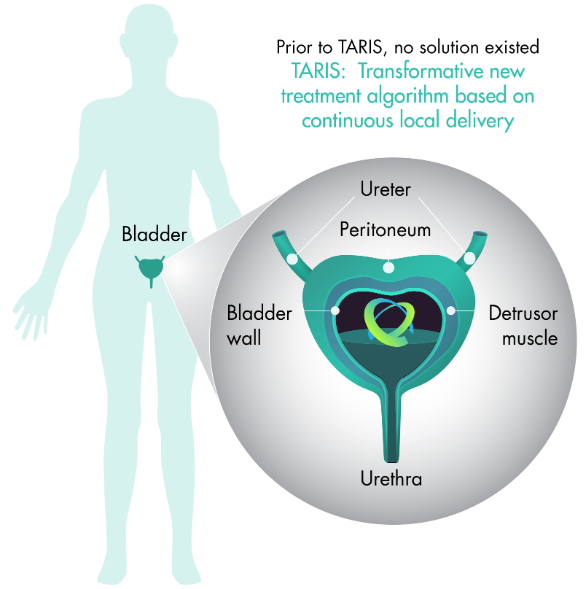 Prior to TARIS, no solution existed
TARIS: Transformative new
treatment algorithm based on
continuous local delivery
Ureter
Bladder
Peritoneum
Bladder
wall
Detrusor
muscle
Urethra